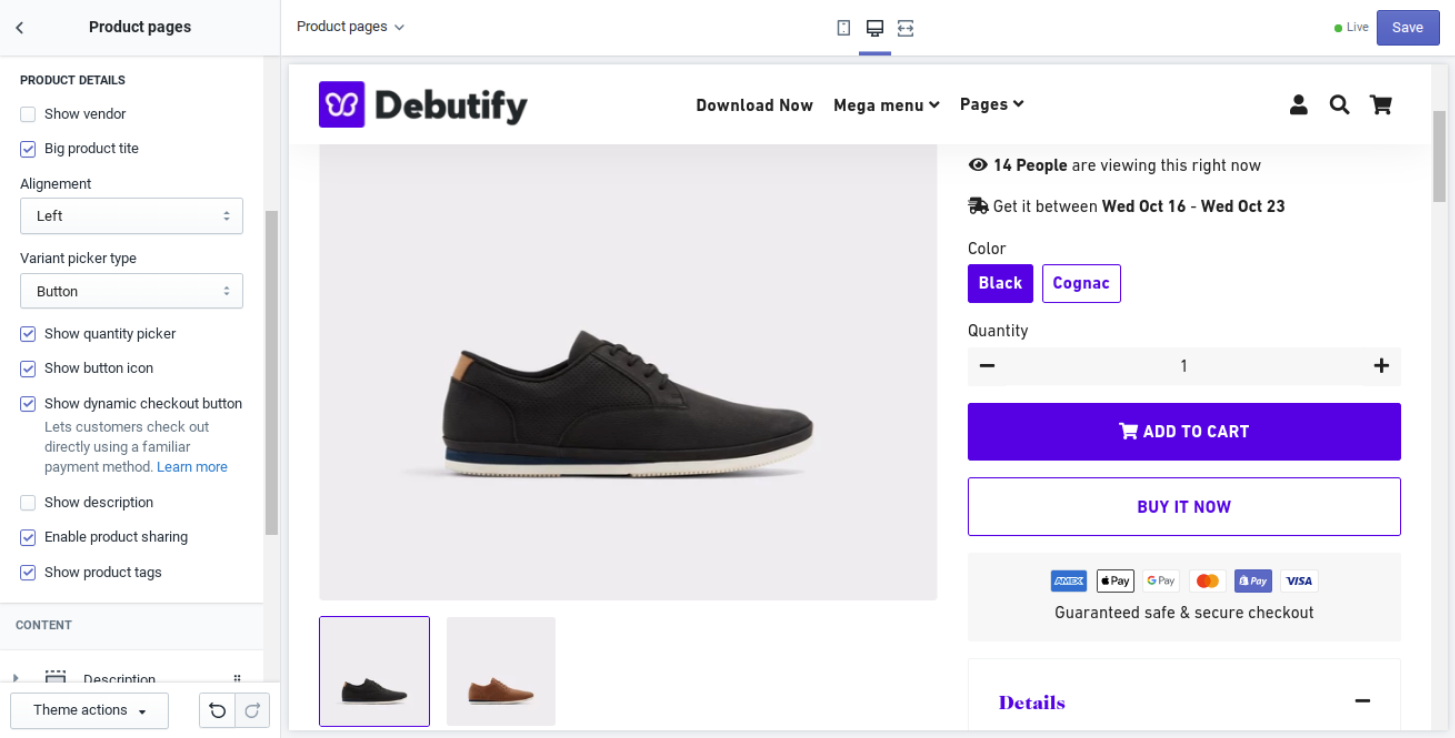 Product pages
Product pages
Live
Save
PRODUCT DETAILS
Show vendor
Big product tite
Alignement
Left
Variant picker type
Button
Show quantity picker
Show button icon
Show dynamic checkout button
Lets customers check out
directly using a familiar
payment method. Learn more
Show description
Enable product sharing
Show product tags
CONTENT
Description
Theme actions
Debutify
Download Now
Mega menu
Pages
14 People are viewing this right now
Get it between Wed Oct 16 - Wed Oct 23
Color
Black
Cognac
Quantity
1
ADD TO CART
BUY IT NOW
AMEX
Pay
G Pay
Pay
VISA
Guaranteed safe & secure checkout
Details